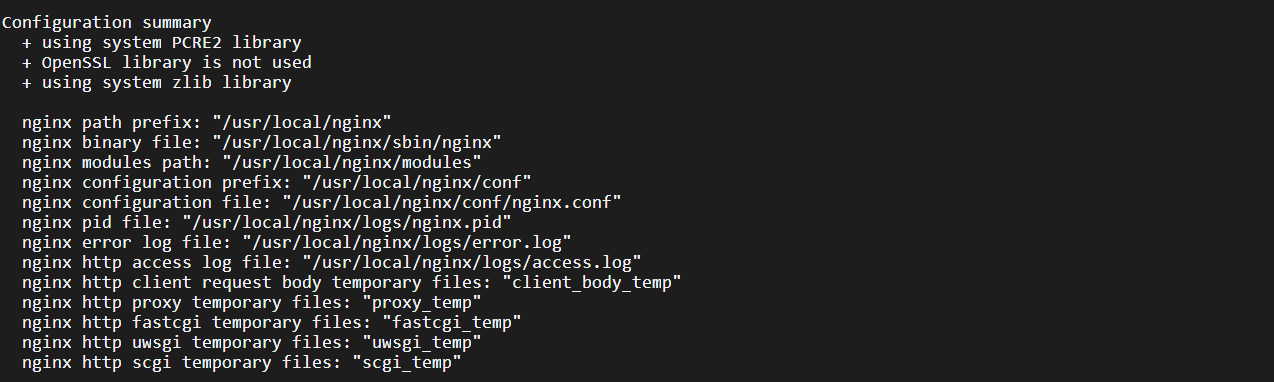 Configuration summary
+ using system PCRE2 library
+ OpenSSL library is not used
+ using system zlib library
nginx path prefix: "/usr/local/nginx"
nginx binary file: "/usr/local/nginx/sbin/nginx"
nginx modules path: "/usr/local/nginx/modules"
nginx configuration prefix: "/usr/local/nginx/conf"
nginx configuration file: "/usr/local/nginx/conf/nginx.conf"
nginx pid file: "/usr/local/nginx/logs/nginx.pid"
nginx error log file: "/usr/local/nginx/logs/error.log"
nginx http access log file: "/usr/local/nginx/logs/access.log"
nginx http client request body temporary files: "client_body_temp"
nginx http proxy temporary files: "proxy_temp"
nginx http fastcgi temporary files: "fastcgi_temp"
nginx http uwsgi temporary files: "uwsgi_temp"
nginx http scgi temporary files: "scgi_temp"